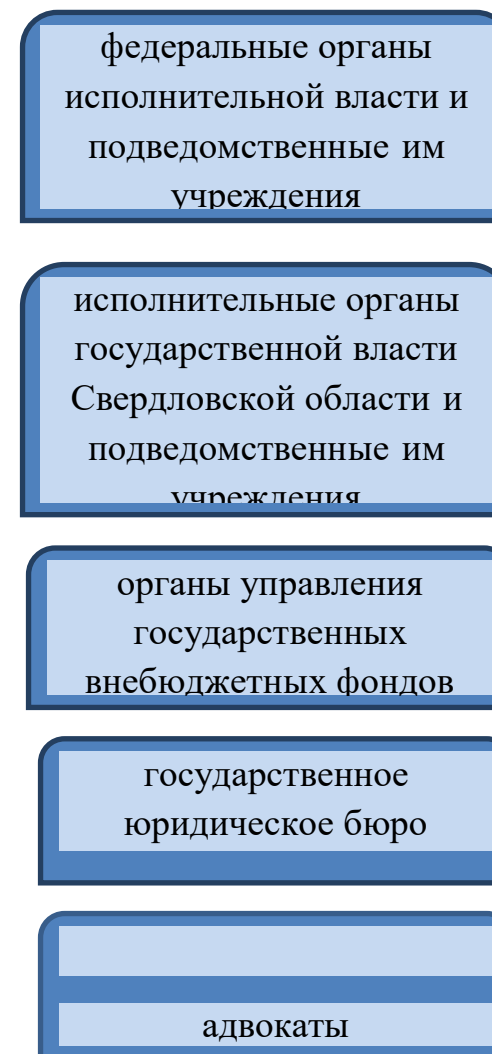 федеральные органы
исполнительной власти и
подведомственные им
учреждения
исполнительные органы
государственной власти
Свердловской области и
подведомственные им
учреждения
органы управления
государственных
внебюджетных фондов
государственное
юридическое бюро
адвокаты